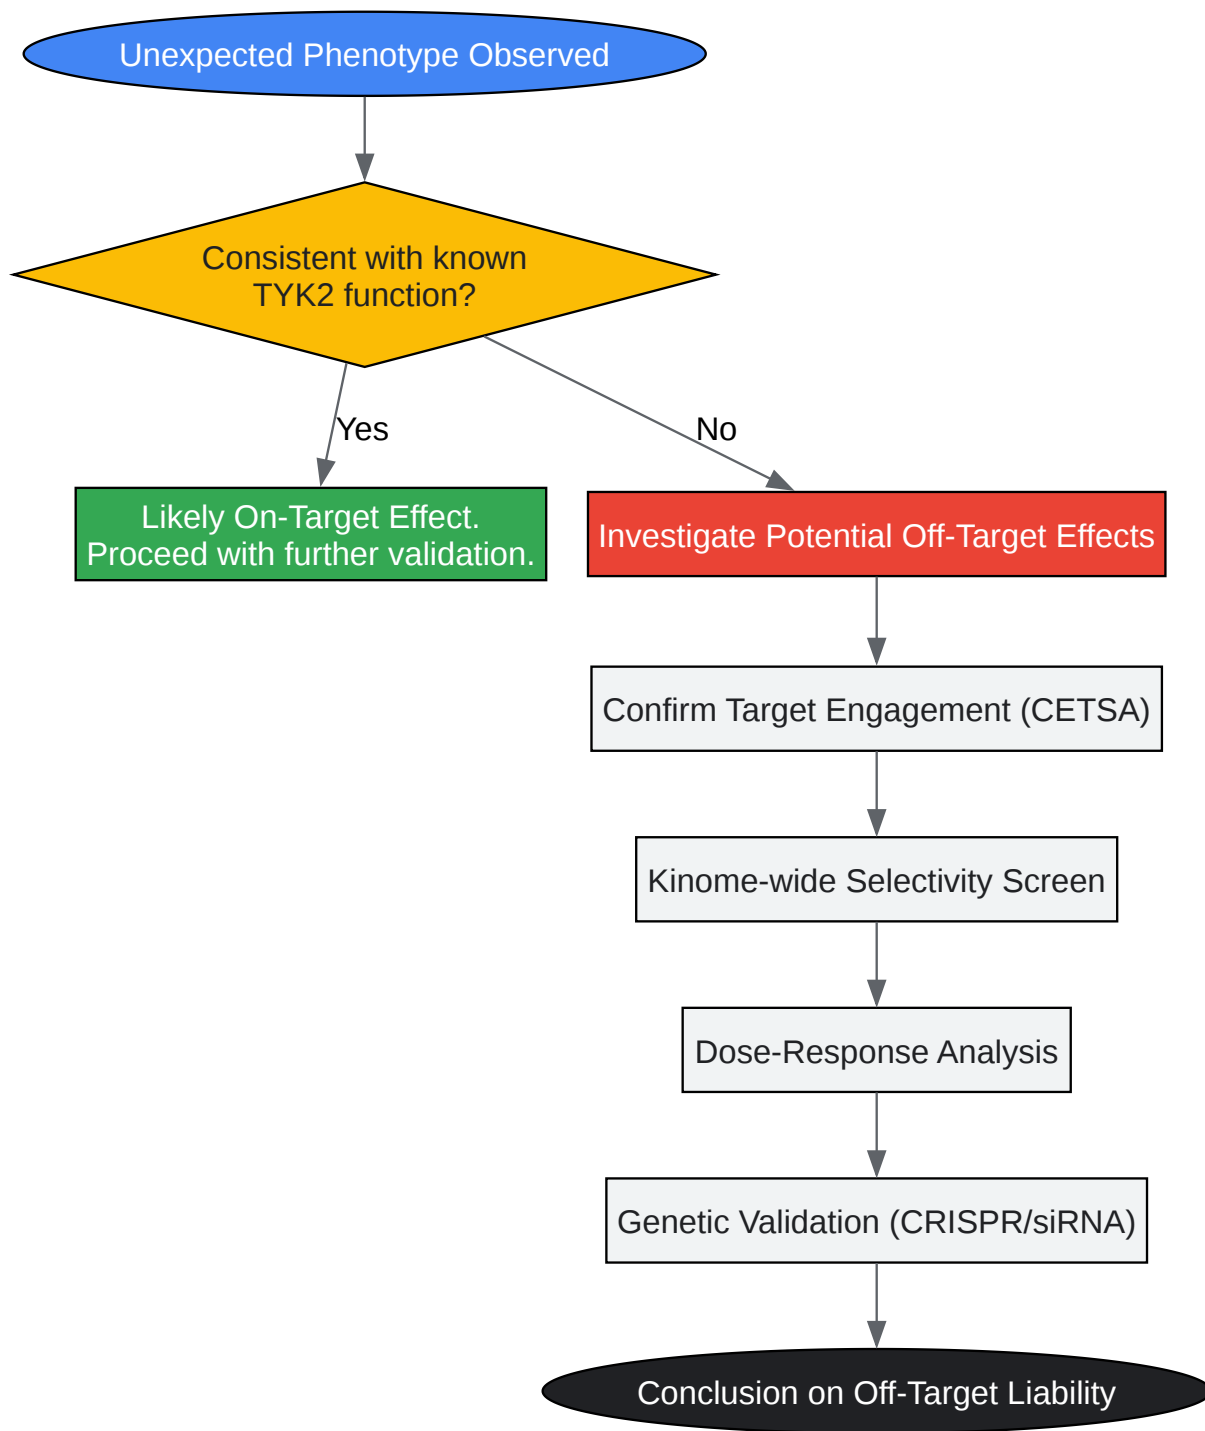 Unexpected Phenotype Observed
Consistent with known
TYK2 function?
Yes
No
Likely On-Target Effect.
Proceed with further validation.
Investigate Potential Off-Target Effects
Confirm Target Engagement (CETSA)
Kinome-wide Selectivity Screen
Dose-Response Analysis
Genetic Validation (CRISPR/siRNA)
Conclusion on Off-Target Liability